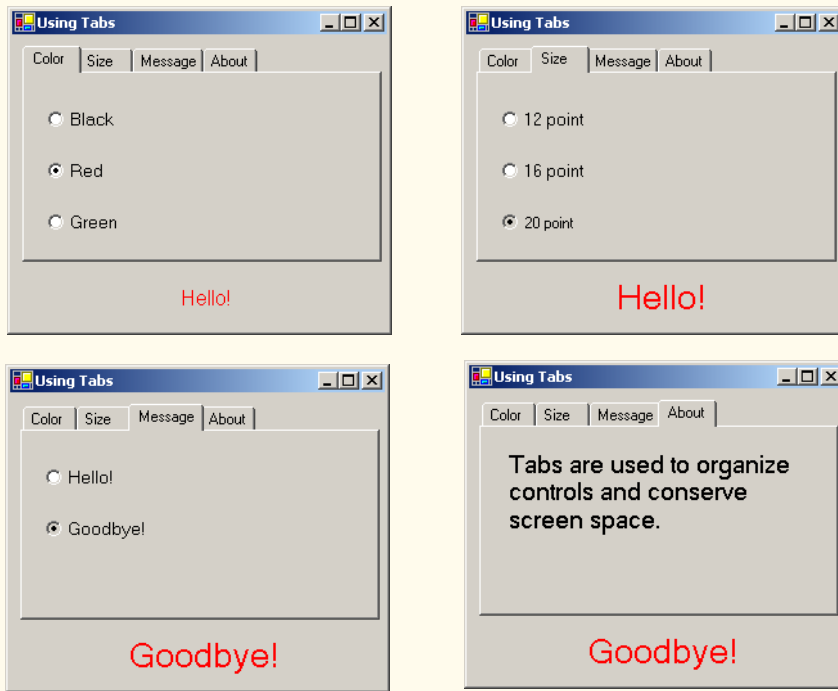 Using Tabs
Color Size Message About
Black
Red
Green
Hello!
Using Tabs
Color Size Message About
12 point
16 point
20 point
Hello!
Using Tabs
Color Size Message About
Hello!
Goodbye!
Goodbye!
Using Tabs
Color Size Message About
Tabs are used to organize
controls and conserve
screen space.
Goodbye!